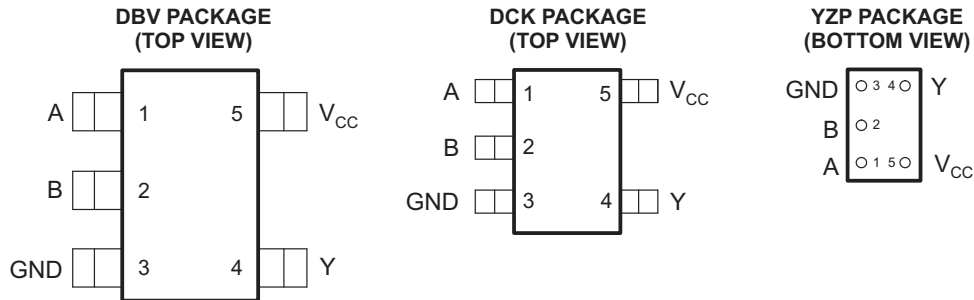 DBV PACKAGE
(TOP VIEW)
A 1 5 VCC
B 2
GND 3 4 Y
DCK PACKAGE
(TOP VIEW)
A 1 5 VCC
B 2
GND 3 4 Y
YZP PACKAGE
(BOTTOM VIEW)
GND 3 4 Y
B 2
A 1 5 VCC